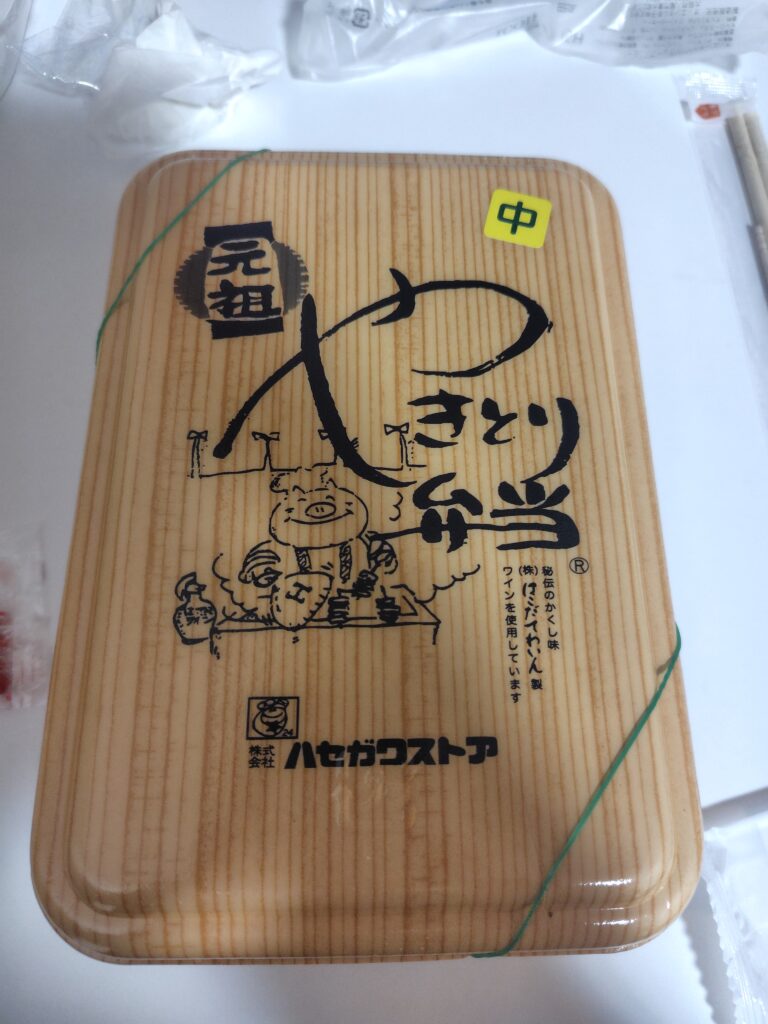 中
元祖
やきとり
弁当
®
秘伝のかくし味
(株)はこだてわいん製
ワインを使用しています
H
株式会社 ハセガワストア